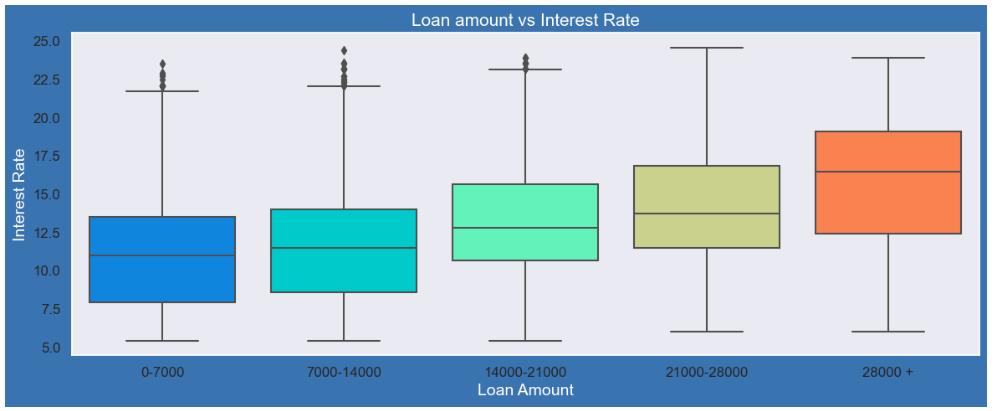 Loan amount vs Interest Rate
25.0
22.5
20.0
17.5
15.0
12.5
10.0
7.5
5.0
Interest Rate
0-7000 7000-14000 14000-21000 21000-28000 28000 +
Loan Amount